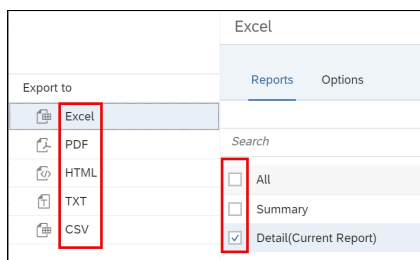 Excel
Reports Options
Export to
Excel
PDF
HTML
TXT
CSV
Search
All
Summary
Detail(Current Report)